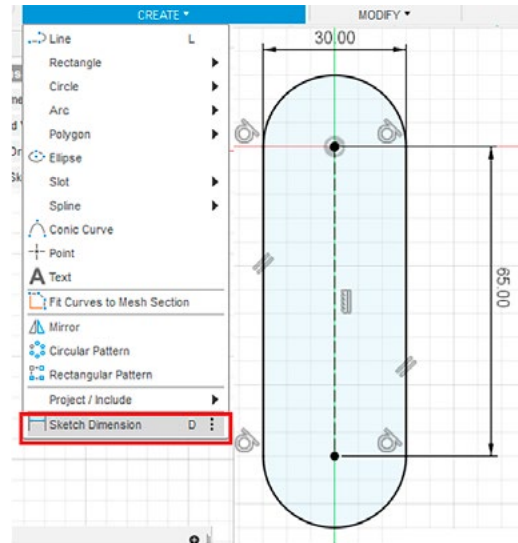 CREATE MODIFY
Line L
Rectangle
Circle
Arc
Polygon
Ellipse
Slot
Spline
Conic Curve
Point
A Text
Fit Curves to Mesh Section
Mirror
Circular Pattern
Rectangular Pattern
Project / Include
Sketch Dimension D
30.00
65.00